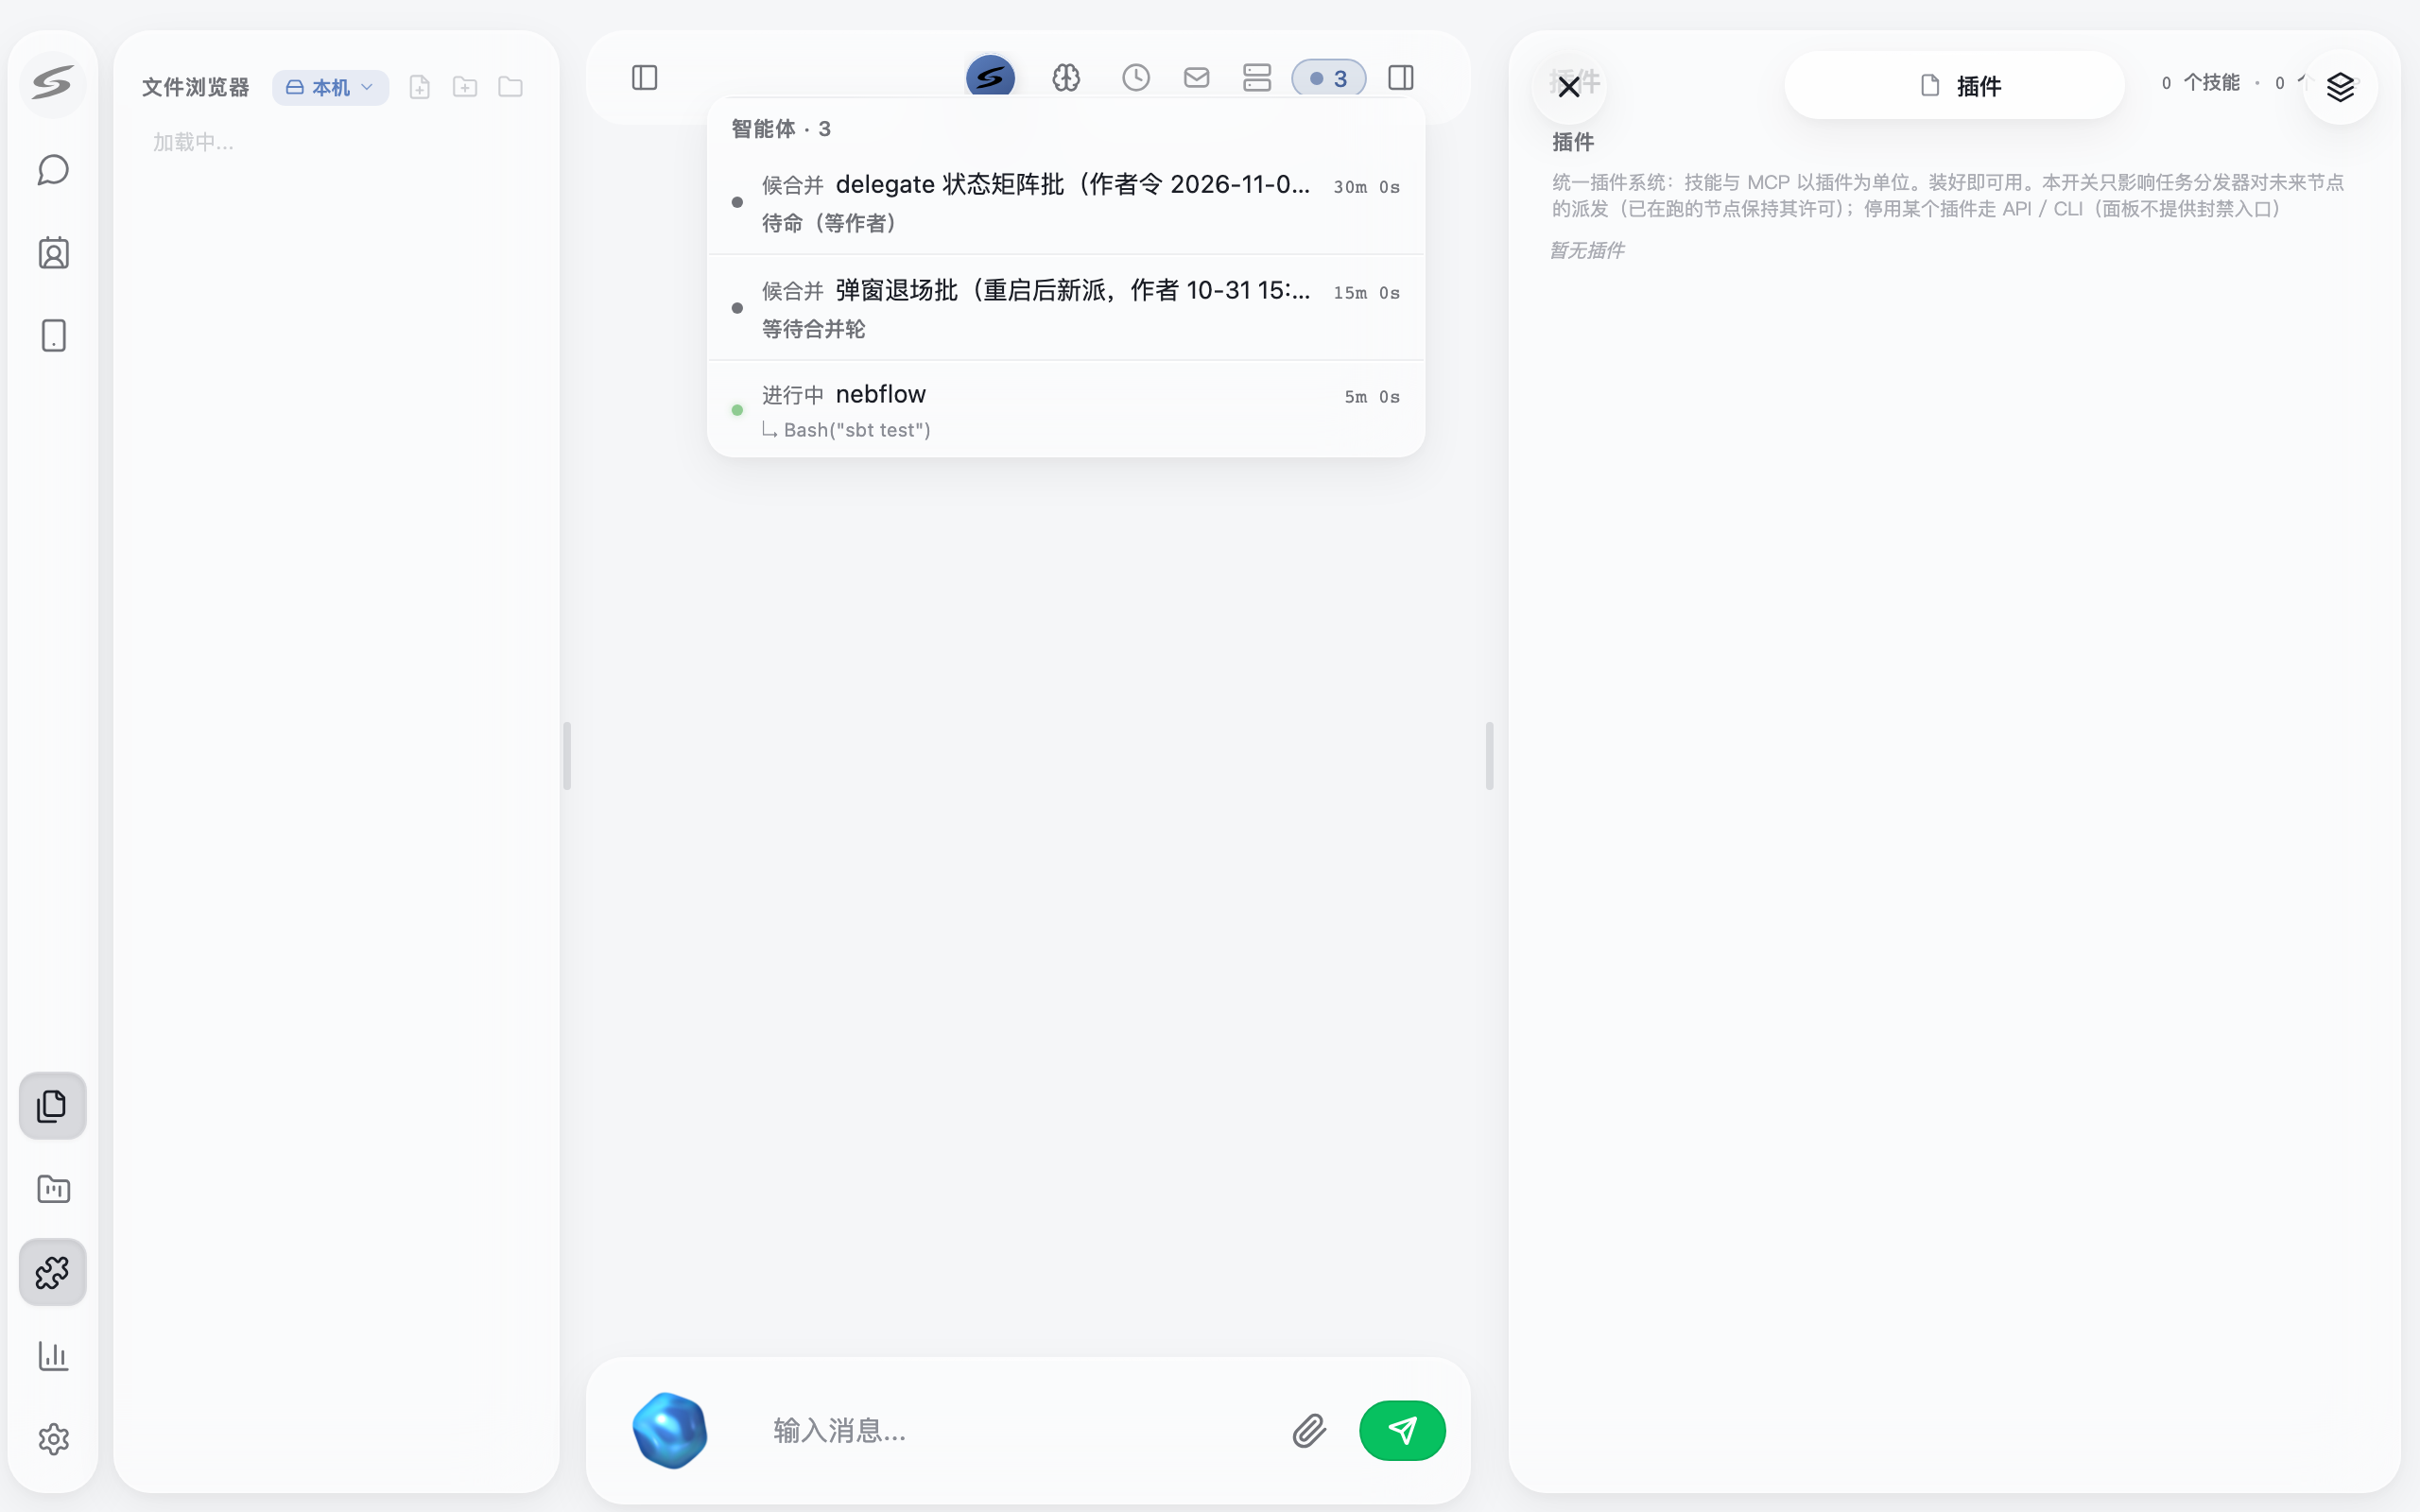 文件浏览器
本机
加载中...
3
智能体 · 3
候合并 delegate 状态矩阵批（作者令 2026-11-0... 30m 0s
待命（等作者）
候合并 弹窗退场批（重启后新派，作者 10-31 15:... 15m 0s
等待合并轮
进行中 nebflow 5m 0s
Bash("sbt test")
输入消息...
插件
插件
0 个技能 · 0
插件
统一插件系统：技能与 MCP 以插件为单位。装好即可用。本开关只影响任务分发器对未来节点
的派发（已在跑的节点保持其许可）；停用某个插件走 API / CLI（面板不提供封禁入口）
暂无插件